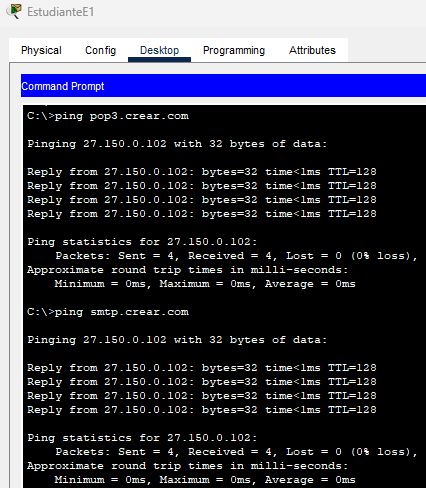 EstudianteE1
Physical Config Desktop Programming Attributes
Command Prompt
C:\>ping pop3.crear.com
Pinging 27.150.0.102 with 32 bytes of data:
Reply from 27.150.0.102: bytes=32 time<1ms TTL=128
Reply from 27.150.0.102: bytes=32 time<1ms TTL=128
Reply from 27.150.0.102: bytes=32 time<1ms TTL=128
Reply from 27.150.0.102: bytes=32 time<1ms TTL=128
Ping statistics for 27.150.0.102:
Packets: Sent = 4, Received = 4, Lost = 0 (0% loss),
Approximate round trip times in milli-seconds:
Minimum = 0ms, Maximum = 0ms, Average = 0ms
C:\>ping smtp.crear.com
Pinging 27.150.0.102 with 32 bytes of data:
Reply from 27.150.0.102: bytes=32 time<1ms TTL=128
Reply from 27.150.0.102: bytes=32 time<1ms TTL=128
Reply from 27.150.0.102: bytes=32 time<1ms TTL=128
Reply from 27.150.0.102: bytes=32 time<1ms TTL=128
Ping statistics for 27.150.0.102:
Packets: Sent = 4, Received = 4, Lost = 0 (0% loss),
Approximate round trip times in milli-seconds:
Minimum = 0ms, Maximum = 0ms, Average = 0ms